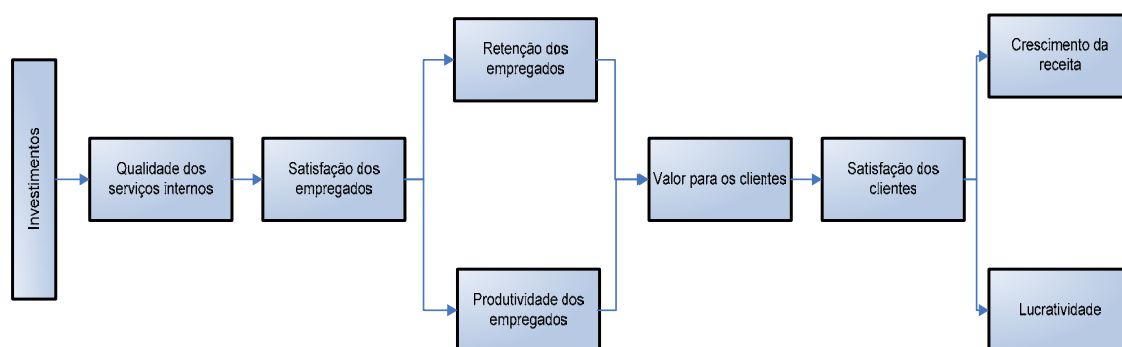 Investimentos
Qualidade dos
serviços internos
Satisfação dos
empregados
Retenção dos
empregados
Produtividade dos
empregados
Valor para os clientes
Satisfação dos
clientes
Crescimento da
receita
Lucratividade